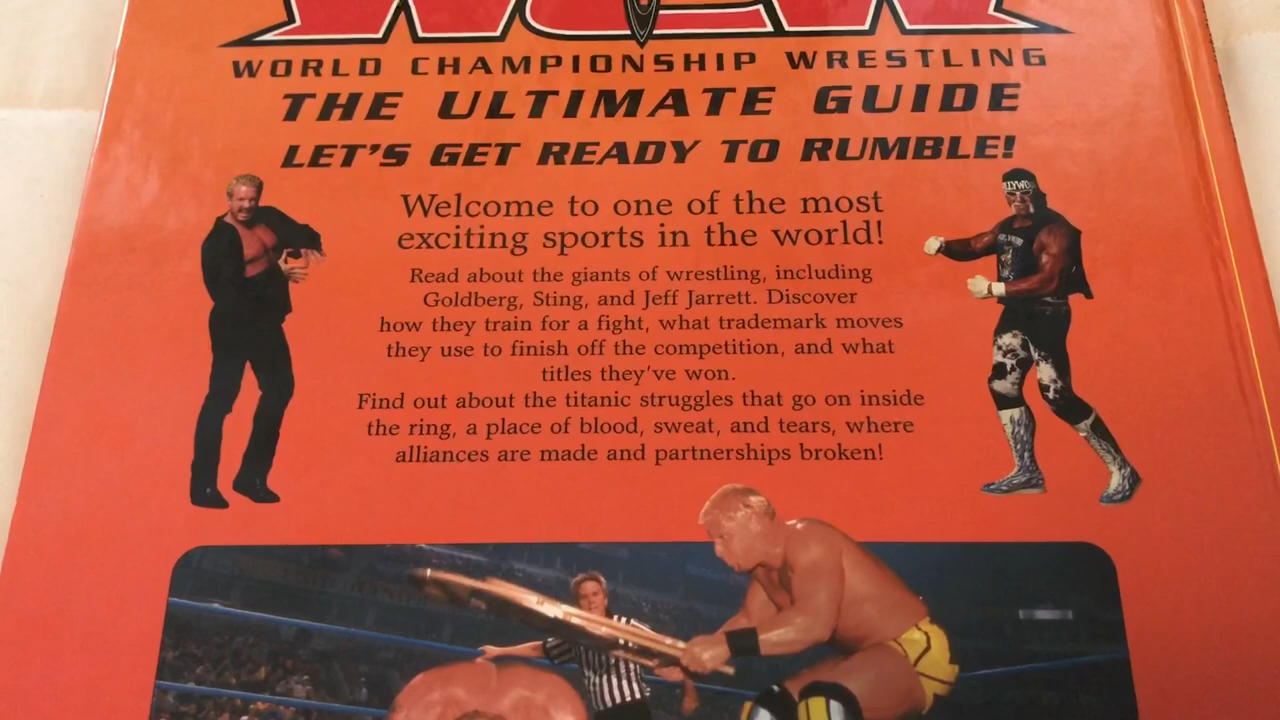 WCW
WORLD CHAMPIONSHIP WRESTLING
THE ULTIMATE GUIDE
LET'S GET READY TO RUMBLE!
Welcome to one of the most
exciting sports in the world!
Read about the giants of wrestling, including
Goldberg, Sting, and Jeff Jarrett. Discover
how they train for a fight, what trademark moves
they use to finish off the competition, and what
titles they've won.
Find out about the titanic struggles that go on inside
the ring, a place of blood, sweat, and tears, where
alliances are made and partnerships broken!